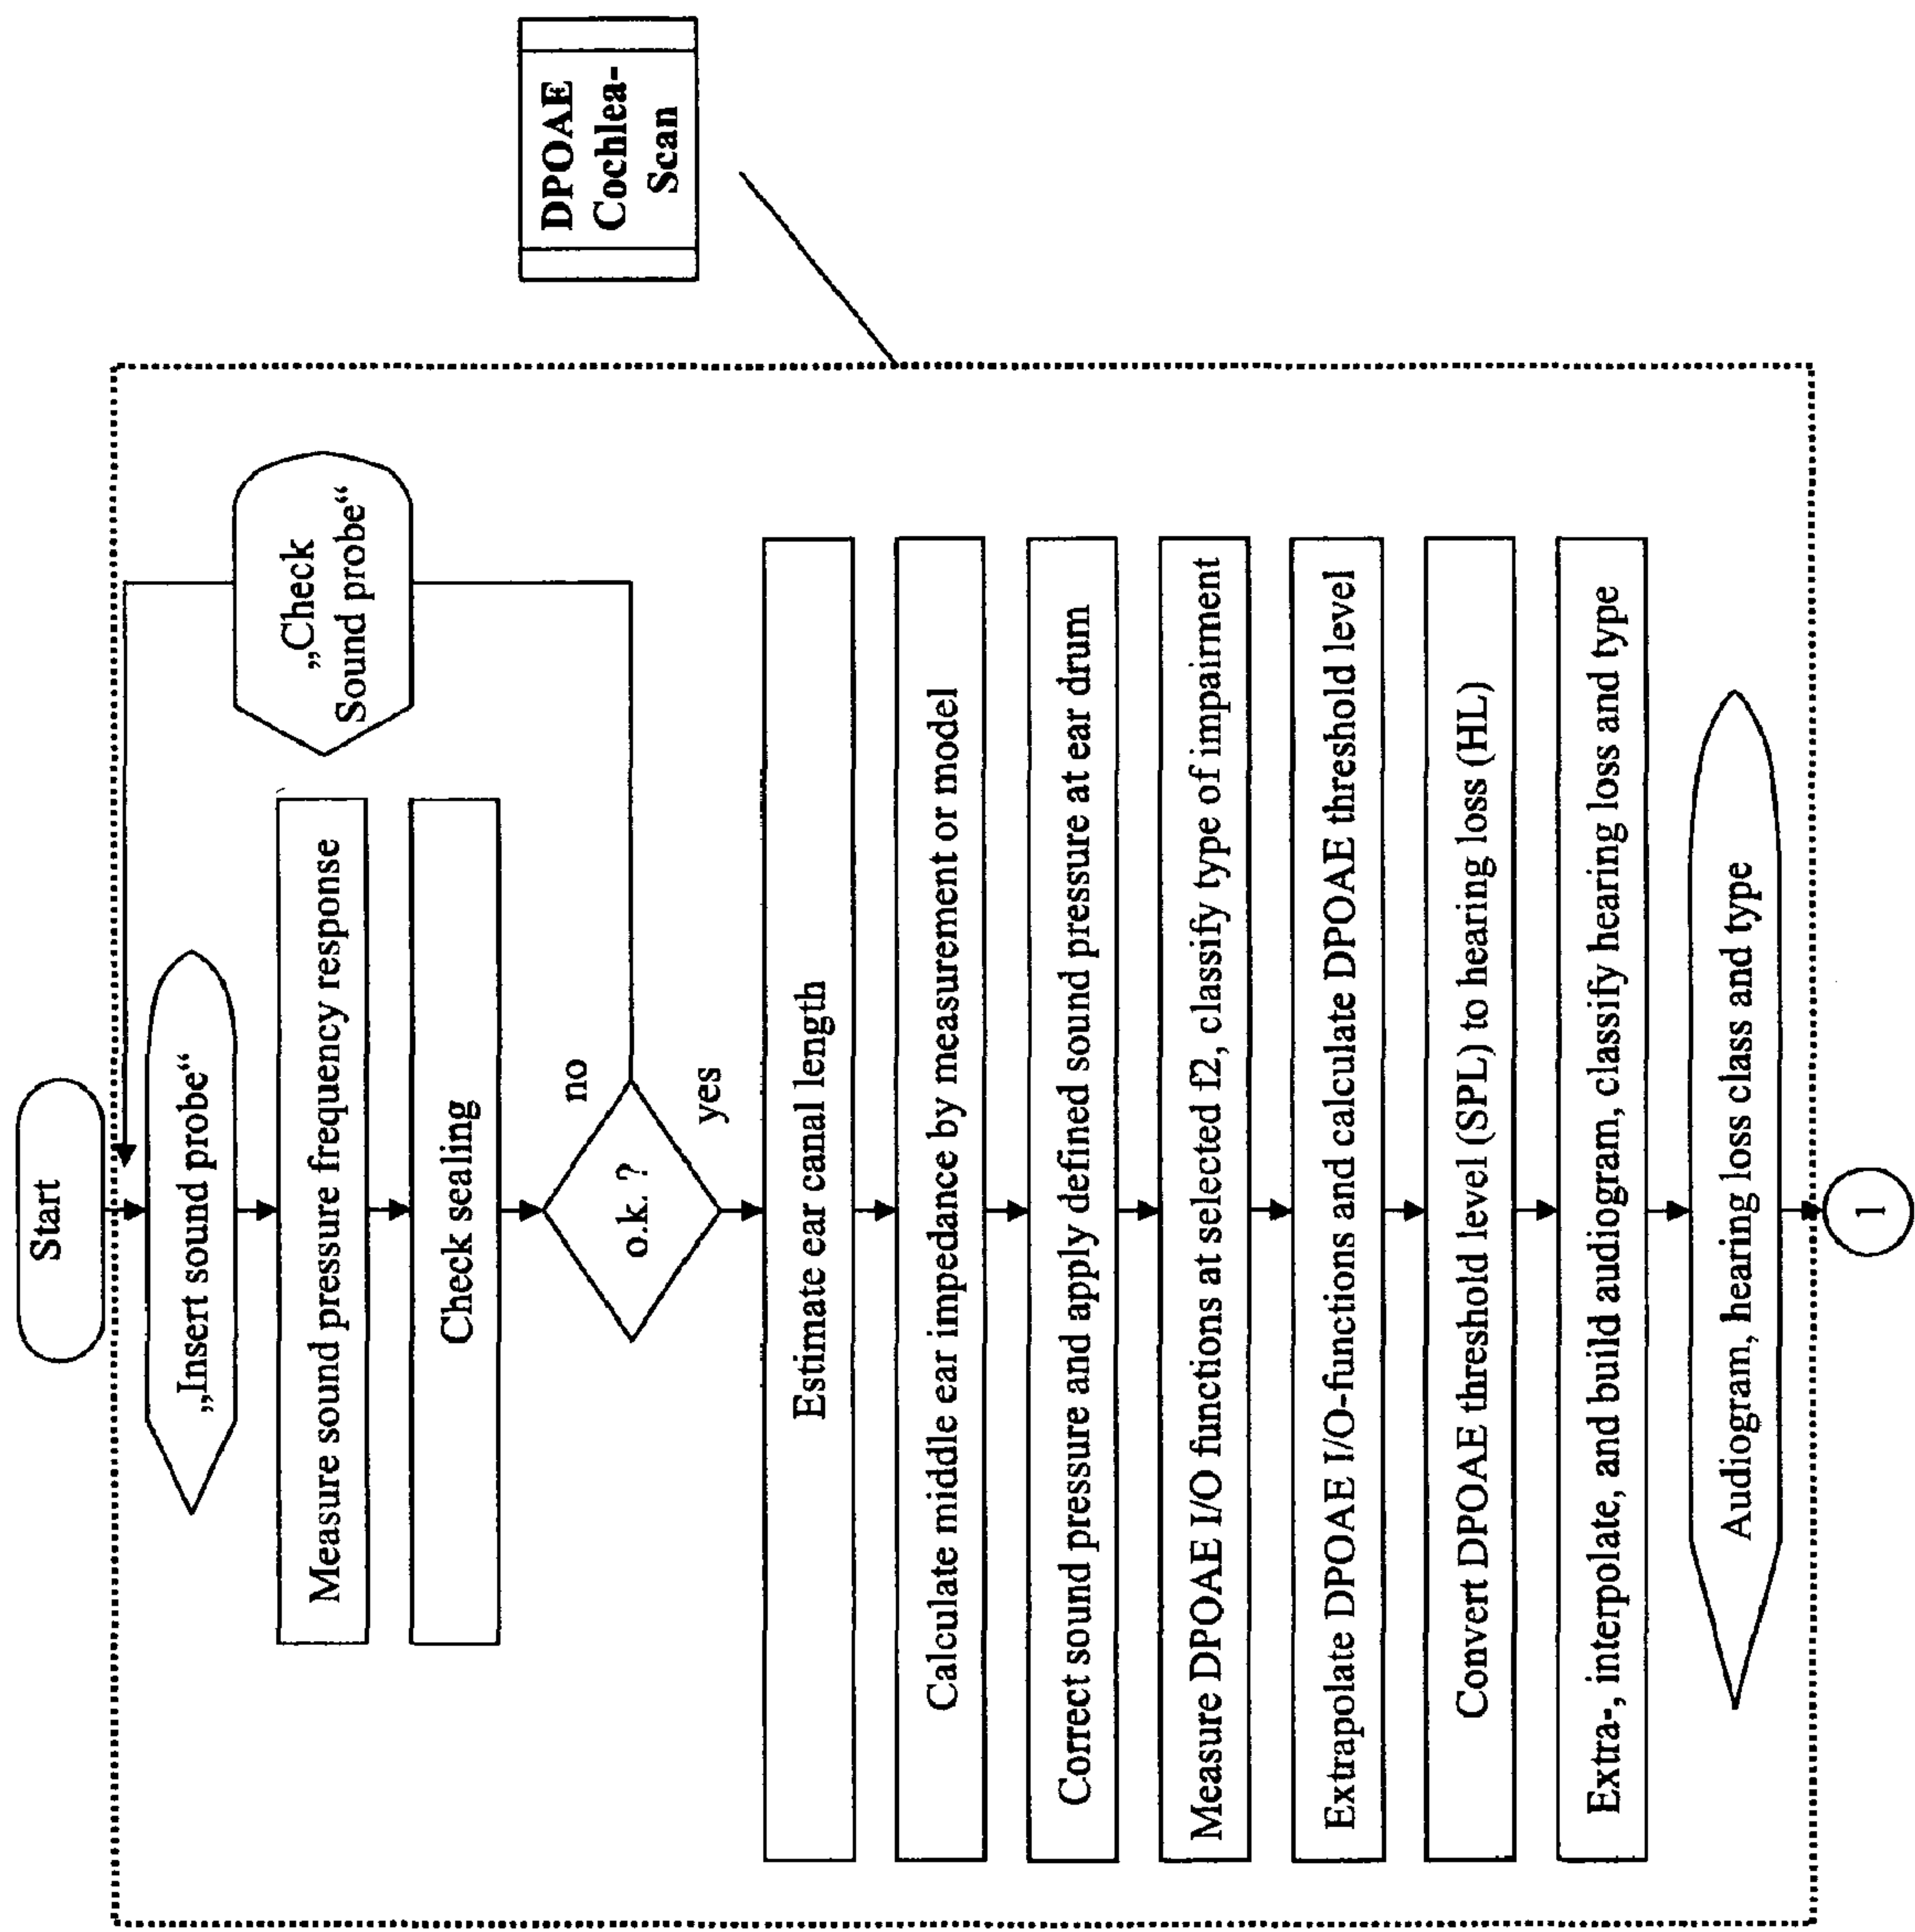 Start
„Insert sound probe“
Measure sound pressure frequency response
Check sealing
o.k. ?
no
yes
„Check
Sound probe“
Estimate ear canal length
Calculate middle ear impedance by measurement or model
Correct sound pressure and apply defined sound pressure at ear drum
Measure DPOAE I/O functions at selected f2, classify type of impairment
Extrapolate DPOAE I/O-functions and calculate DPOAE threshold level
Convert DPOAE threshold level (SPL) to hearing loss (HL)
Extra-, interpolate, and build audiogram, classify hearing loss and type
Audiogram, hearing loss class and type
1
DPOAE
Cochlea-
Scan